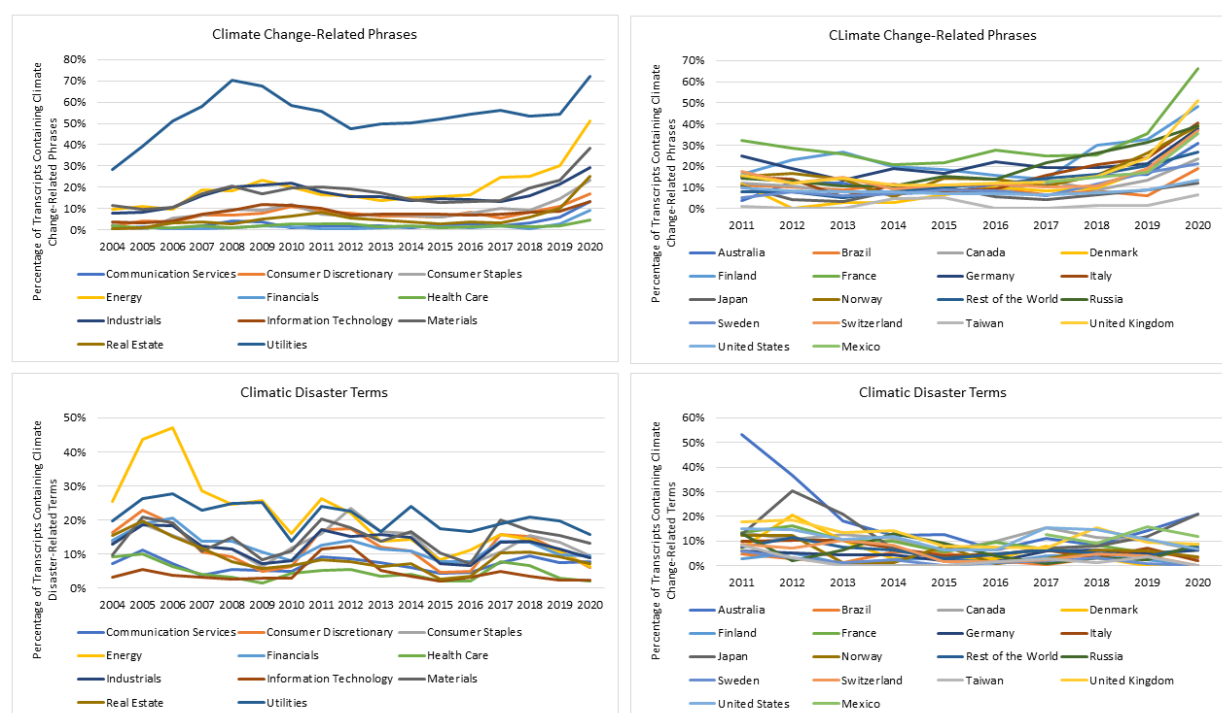 Climate Change-Related Phrases
Percentage of Transcripts Containing Climate
Change-Related Phrases
80%
70%
60%
50%
40%
30%
20%
10%
0%
2004 2005 2006 2007 2008 2009 2010 2011 2012 2013 2014 2015 2016 2017 2018 2019 2020
Communication Services Consumer Discretionary Consumer Staples
Energy Financials Health Care
Industrials Information Technology Materials
Real Estate Utilities
CLimate Change-Related Phrases
Percentage of Transcripts Containing Climate
Change-Related Phrases
70%
60%
50%
40%
30%
20%
10%
0%
2011 2012 2013 2014 2015 2016 2017 2018 2019 2020
Australia Brazil Canada Denmark
Finland France Germany Italy
Japan Norway Rest of the World Russia
Sweden Switzerland Taiwan United Kingdom
United States Mexico
Climatic Disaster Terms
Percentage of Transcripts Containing Climate
Disaster-Related Terms
50%
40%
30%
20%
10%
0%
2004 2005 2006 2007 2008 2009 2010 2011 2012 2013 2014 2015 2016 2017 2018 2019 2020
Communication Services Consumer Discretionary Consumer Staples
Energy Financials Health Care
Industrials Information Technology Materials
Real Estate Utilities
Climatic Disaster Terms
Percentage of Transcripts Containing Climate
Change-Related Terms
60%
50%
40%
30%
20%
10%
0%
2011 2012 2013 2014 2015 2016 2017 2018 2019 2020
Australia Brazil Canada Denmark
Finland France Germany Italy
Japan Norway Rest of the World Russia
Sweden Switzerland Taiwan United Kingdom
United States Mexico